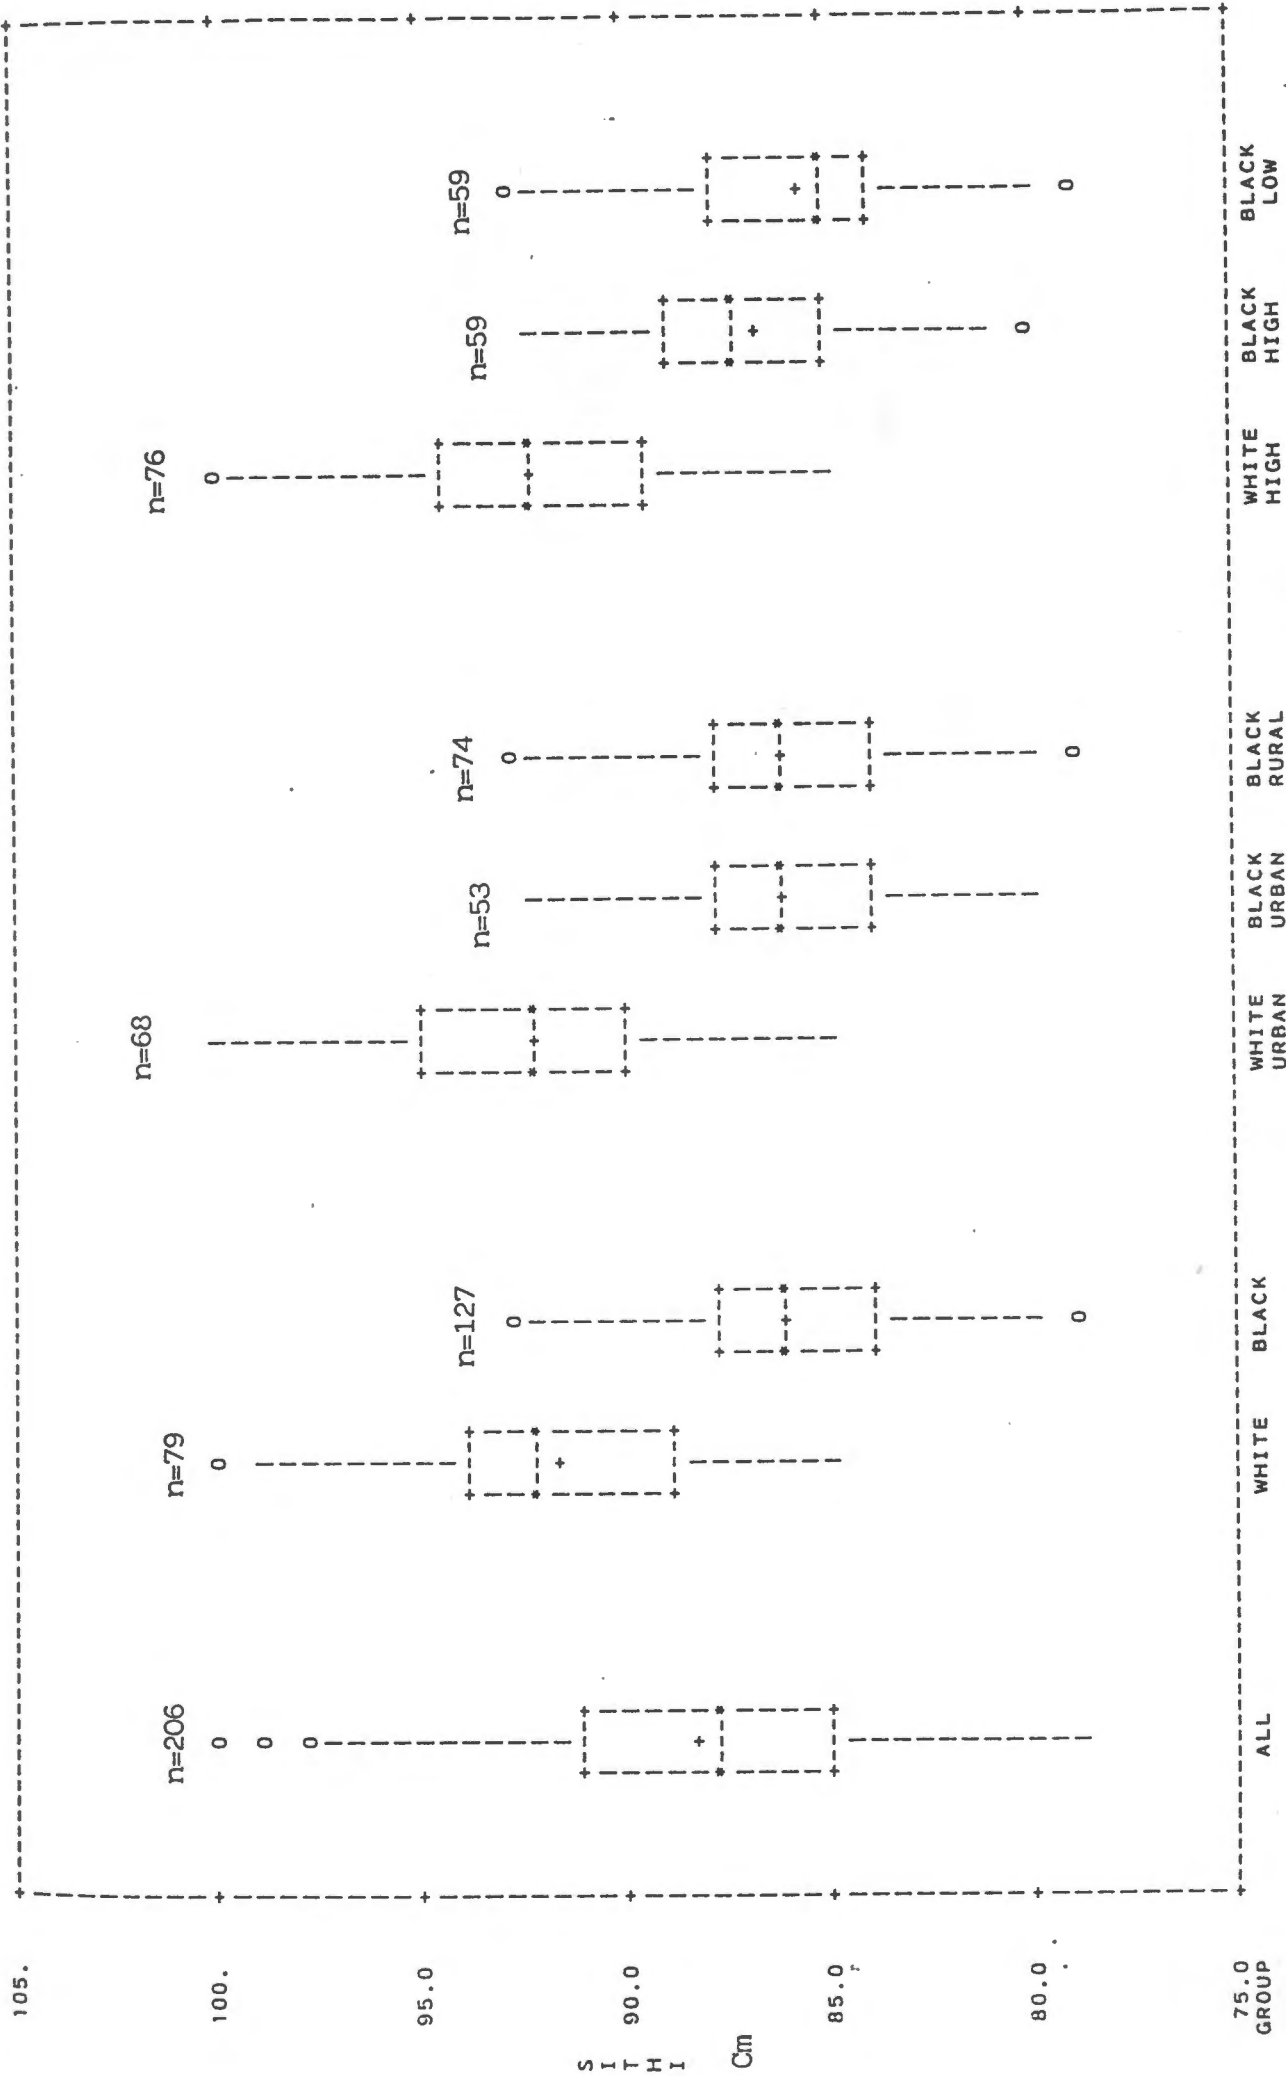 105.
100.
95.0
90.0
85.0
80.0
75.0
SITHI
Cm
GROUP
n=206
n=79
n=127
n=68
n=53
n=74
n=76
n=59
n=59
ALL
WHITE
BLACK
WHITE URBAN
BLACK URBAN
BLACK RURAL
WHITE HIGH
BLACK HIGH
BLACK LOW